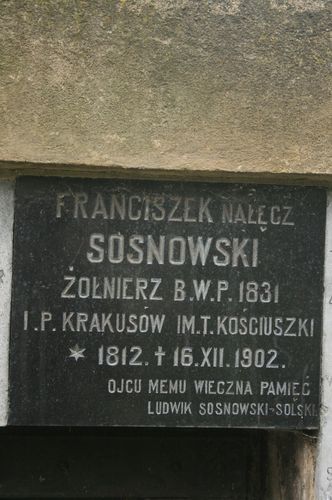 FRANCISZEK NAŁĘCZ
SOSNOWSKI
ŻOŁNIERZ B.W.P. 1831
I.P. KRAKUSÓW IM.T. KOŚCIUSZKI
* 1812. † 16.XII. 1902.
OJCU MEMU WIECZNA PAMIĘĆ
LUDWIK SOSNOWSKI-SOLSKI